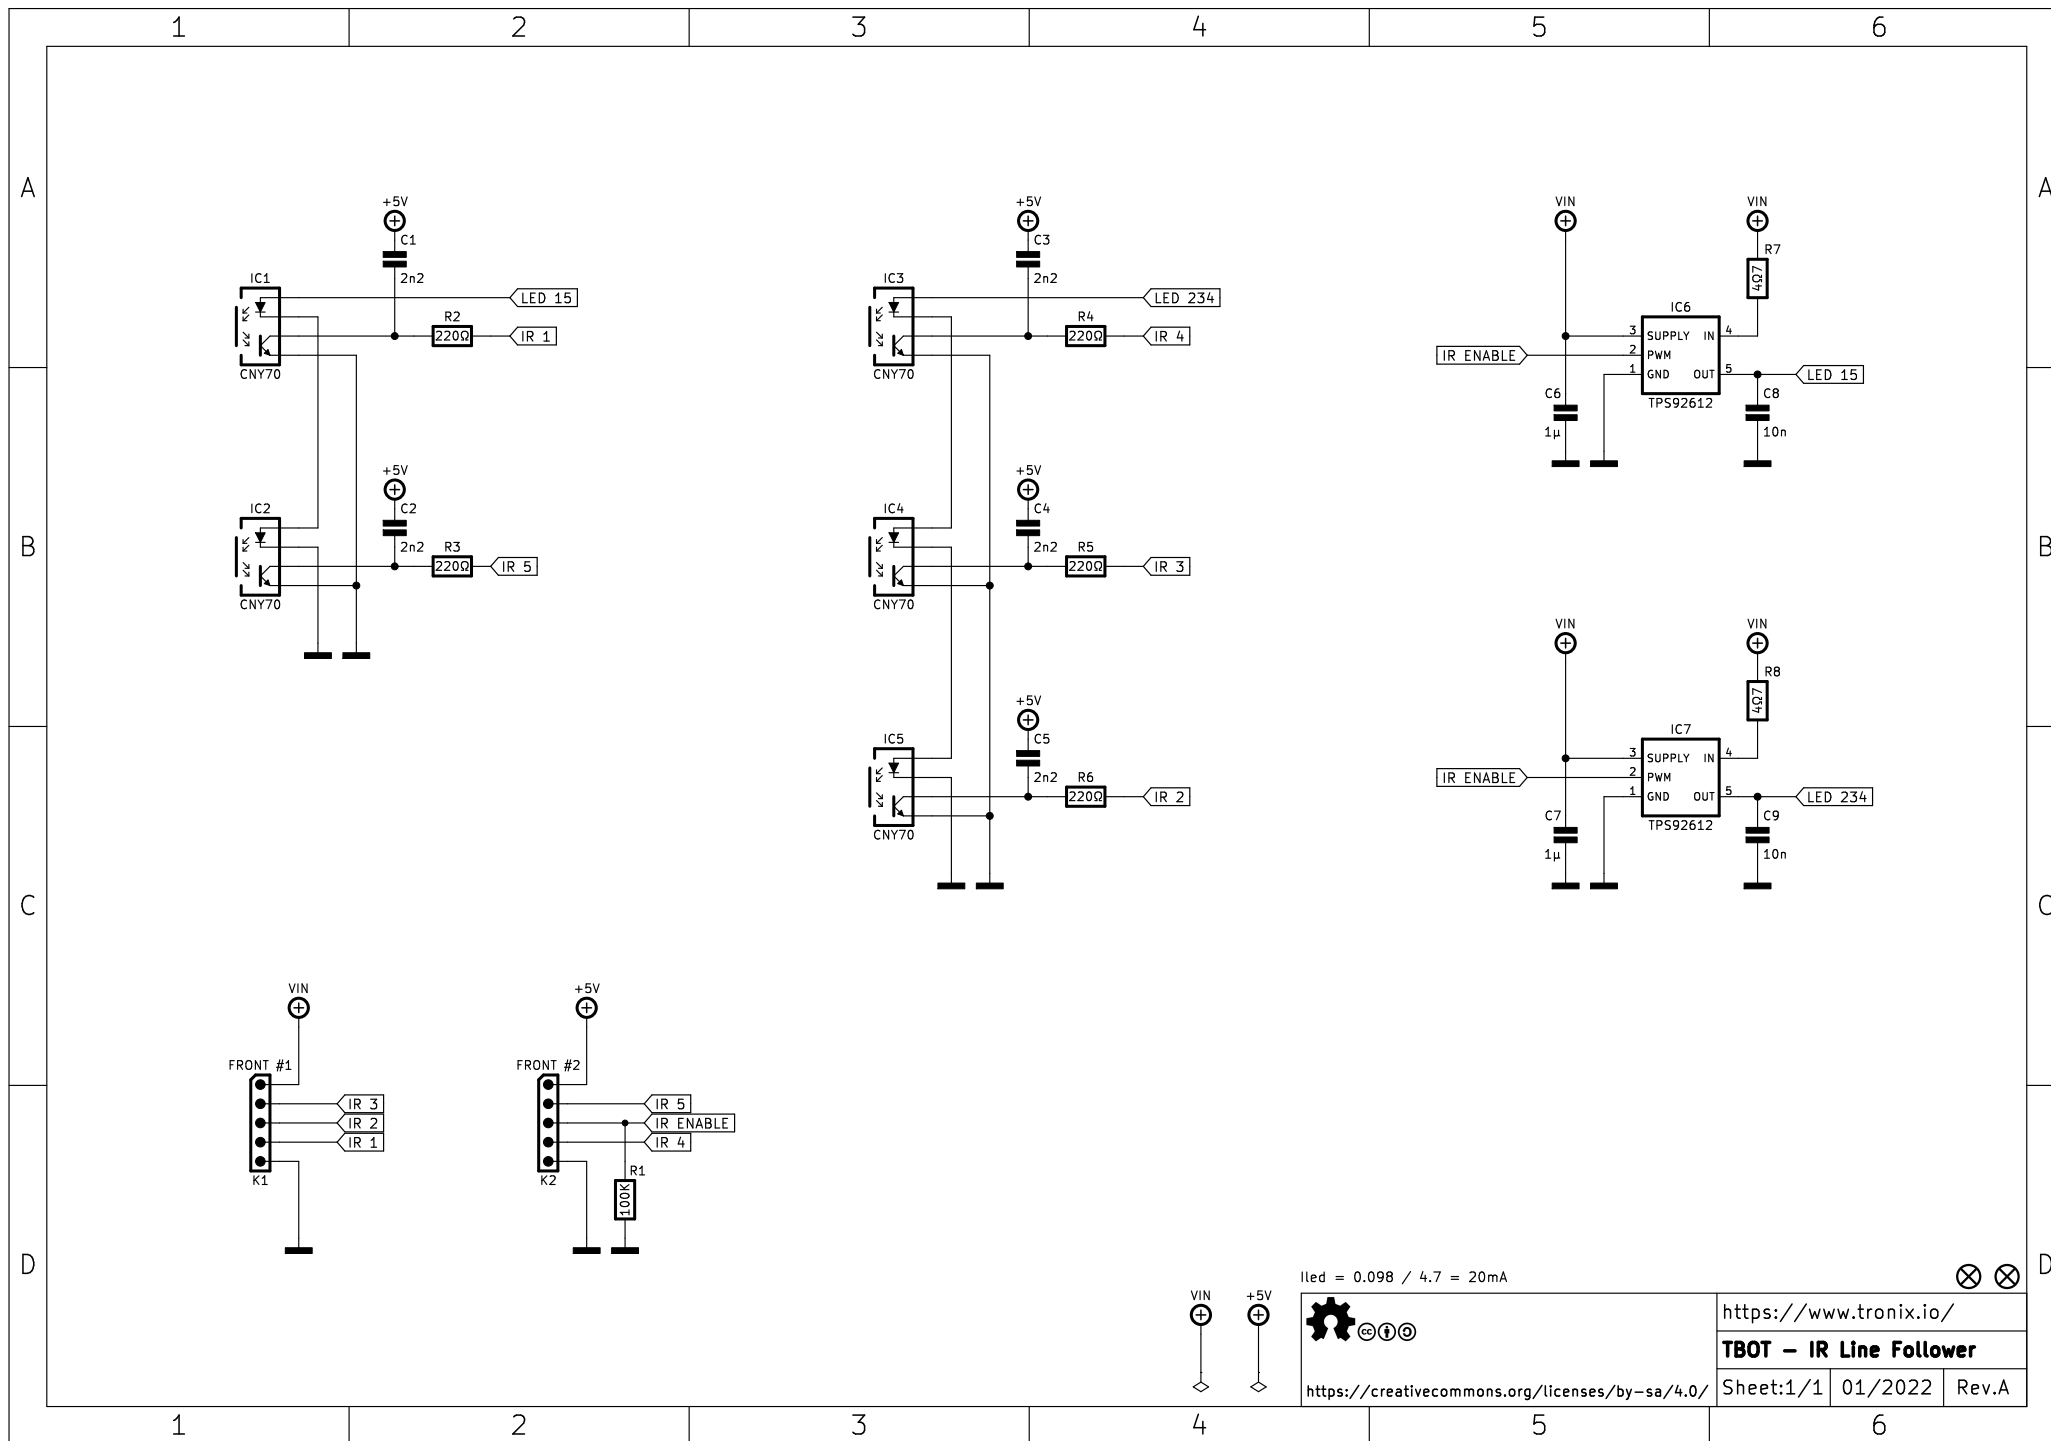 1 2 3 4 5 6
A A
+5V +5V VIN VIN
C1 C3 R7
2n2 2n2 4Ω7
IC1 IC3
LED 15 LED 234
R2 R4 IC6
220Ω IR 1 220Ω IR 4 3 SUPPLY IN 4
IR ENABLE 2 PWM
CNY70 CNY70 1 GND OUT 5 LED 15
C6 TPS92612 C8
1µ 10n
+5V +5V
IC2 C2 IC4 C4
B 2n2 R3 2n2 R5 B
220Ω IR 5 220Ω IR 3
CNY70 CNY70
VIN VIN
R8
4Ω7
+5V
IC5 C5 IC7
2n2 R6 3 SUPPLY IN 4
IR ENABLE 2 PWM
220Ω IR 2 1 GND OUT 5 LED 234
CNY70 C7 TPS92612 C9
1µ 10n
C C
VIN +5V
FRONT #1 FRONT #2
IR 3 IR 5
IR 2 IR ENABLE
IR 1 IR 4
K1 K2 R1
100K
D D
Iled = 0.098 / 4.7 = 20mA
VIN +5V
https://www.tronix.io/
cc
TBOT - IR Line Follower
https://creativecommons.org/licenses/by-sa/4.0/
Sheet:1/1 01/2022 Rev.A
1 2 3 4 5 6